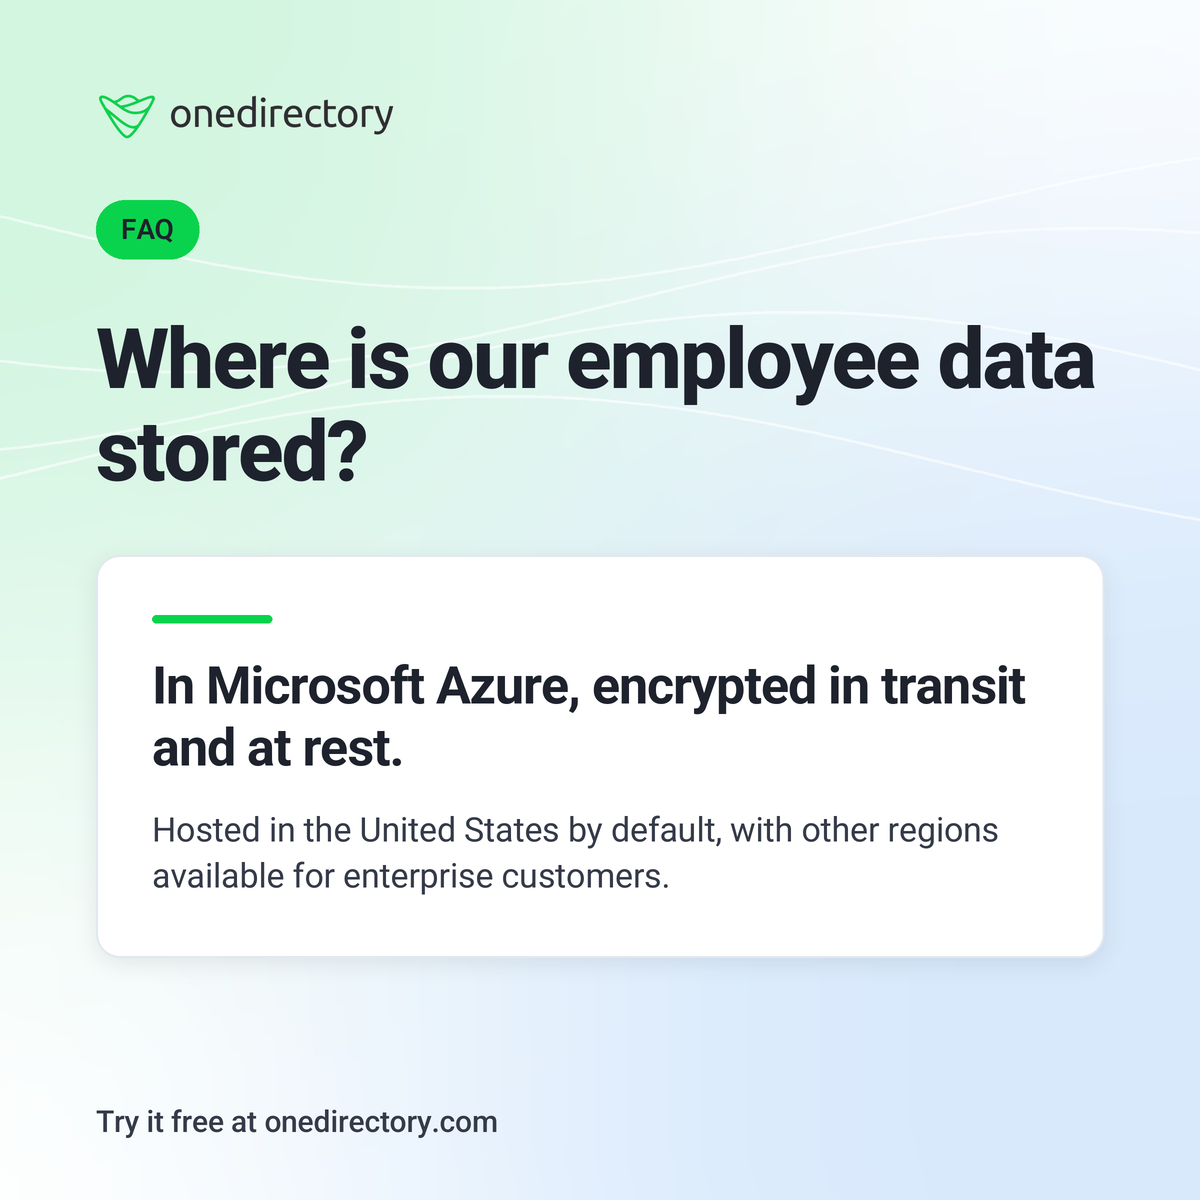 onedirectory
FAQ
Where is our employee data
stored?
In Microsoft Azure, encrypted in transit
and at rest.
Hosted in the United States by default, with other regions
available for enterprise customers.
Try it free at onedirectory.com